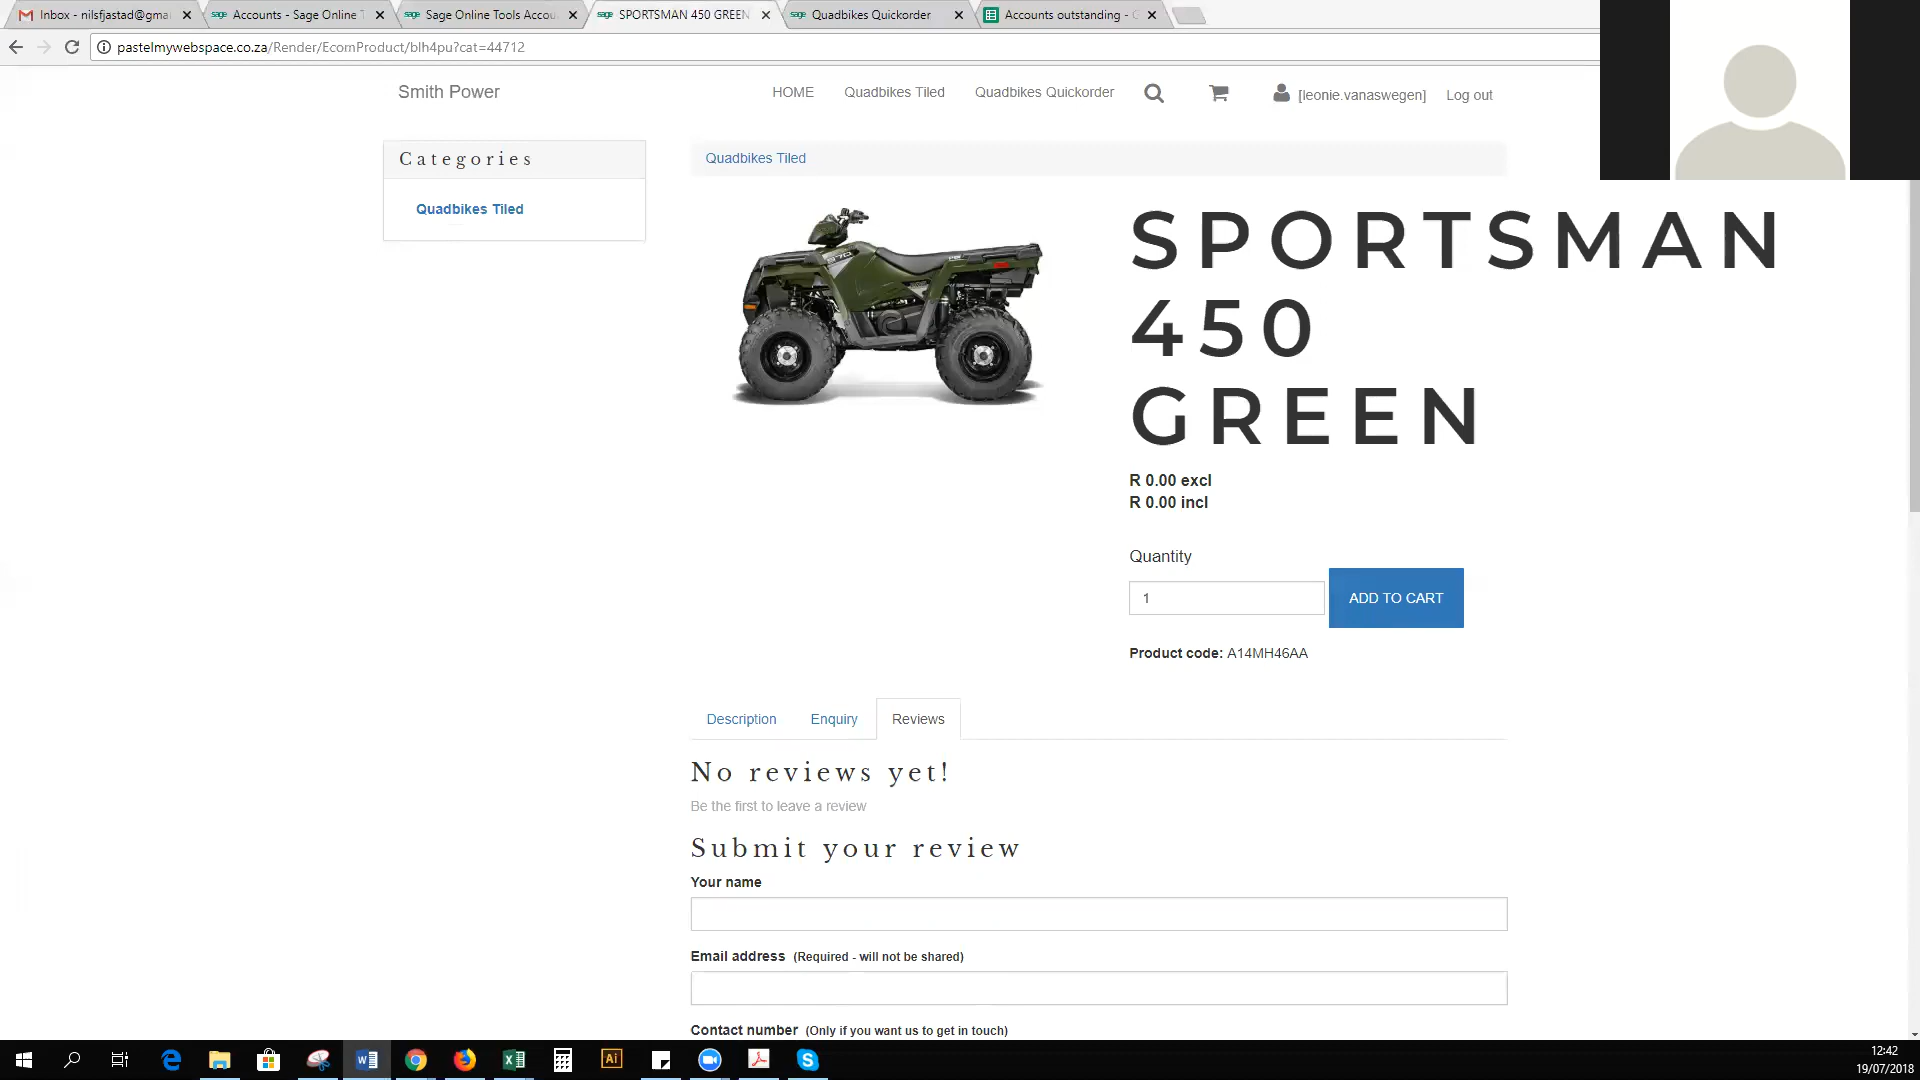 Inbox - nilsfjastad@gmai
Accounts - Sage Online T
Sage Online Tools Accou
SPORTSMAN 450 GREEN
Quadbikes Quickorder
Accounts outstanding - G
pastelmywebspace.co.za/Render/EcomProduct/blh4pu?cat=44712
Smith Power
HOME
Quadbikes Tiled
Quadbikes Quickorder
[leonie.vanaswegen]
Log out
Categories
Quadbikes Tiled
Quadbikes Tiled
570
SPORTSMAN
450
GREEN
R 0.00 excl
R 0.00 incl
Quantity
1
ADD TO CART
Product code: A14MH46AA
Description
Enquiry
Reviews
No reviews yet!
Be the first to leave a review
Submit your review
Your name
Email address (Required - will not be shared)
Contact number (Only if you want us to get in touch)
12:42
19/07/2018